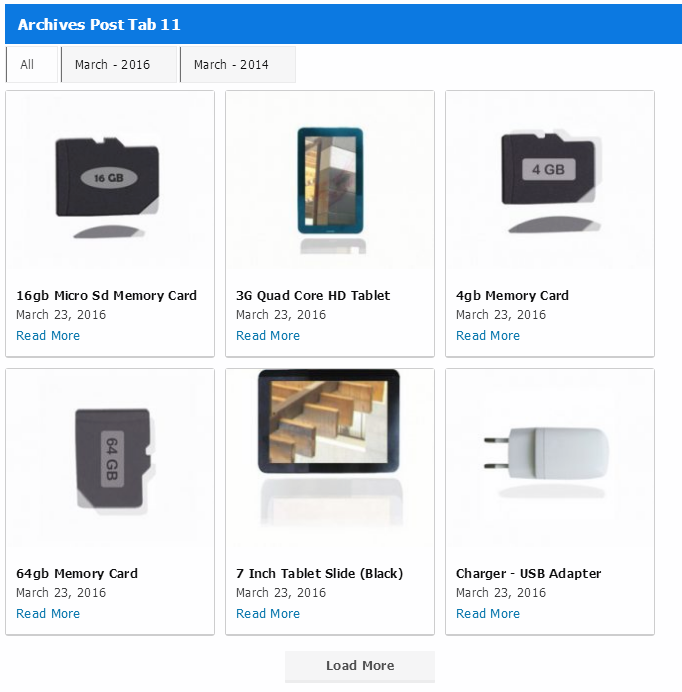 Archives Post Tab 11
All March - 2016 March - 2014
16 GB
4 GB
16gb Micro Sd Memory Card
March 23, 2016
Read More
3G Quad Core HD Tablet
March 23, 2016
Read More
4gb Memory Card
March 23, 2016
Read More
64 GB
64gb Memory Card
March 23, 2016
Read More
7 Inch Tablet Slide (Black)
March 23, 2016
Read More
Charger - USB Adapter
March 23, 2016
Read More
Load More